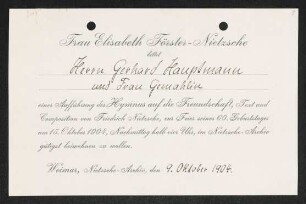 Frau Elisabeth Förster-Nietzsche
bittet
Herrn Gerhard Hauptmann
und Frau Gemahlin
einer Aufführung des Hymnus auf die Freundschaft, Text und
Composition von Friedrich Nietzsche, am Feier seines 60. Geburtstages
am 15. Oktober 1904, Nachmittag halb vier Uhr, im Nietzsche-Archiv
gütigst beiwohnen zu wollen.
Weimar, Nietzsche-Archiv, den 9. Oktober 1904.